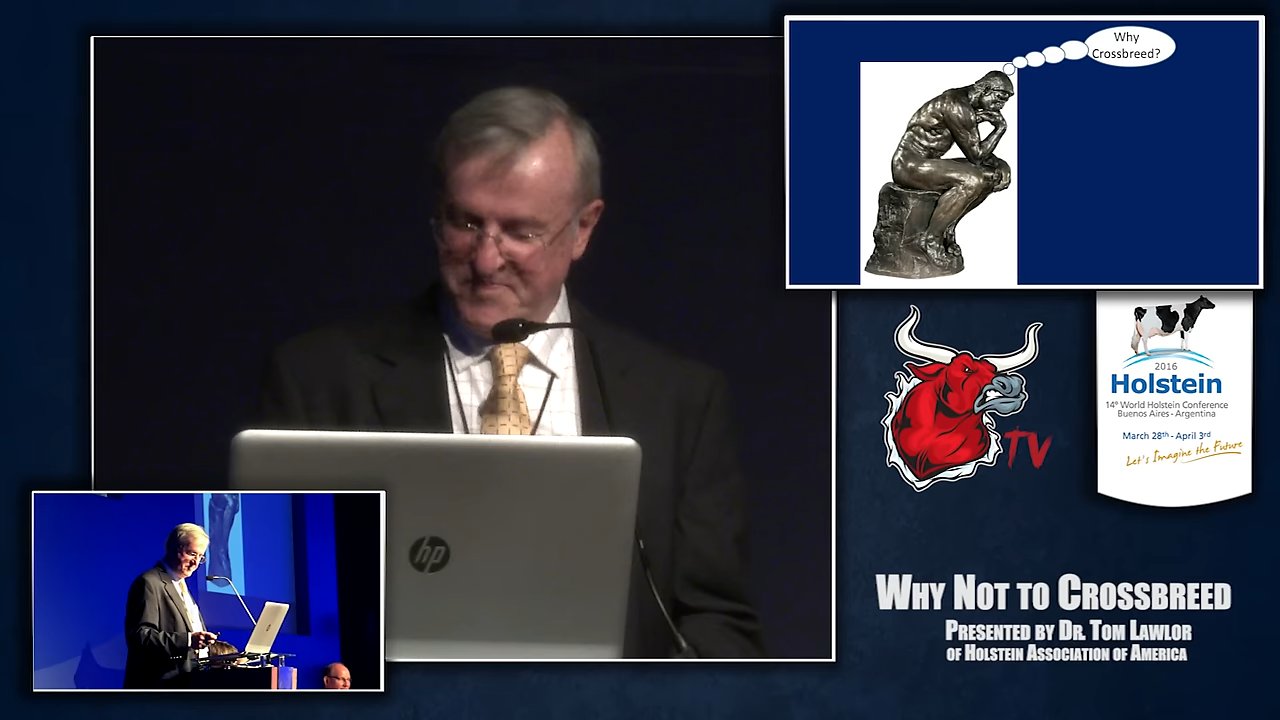 Why
Crossbreed?
hp
TV
2016
Holstein
14º World Holstein Conference
Buenos Aires - Argentina
March 28th - April 3rd
Let's Imagine the Future
WHY NOT TO CROSSBREED
PRESENTED BY DR. TOM LAWLOR
OF HOLSTEIN ASSOCIATION OF AMERICA